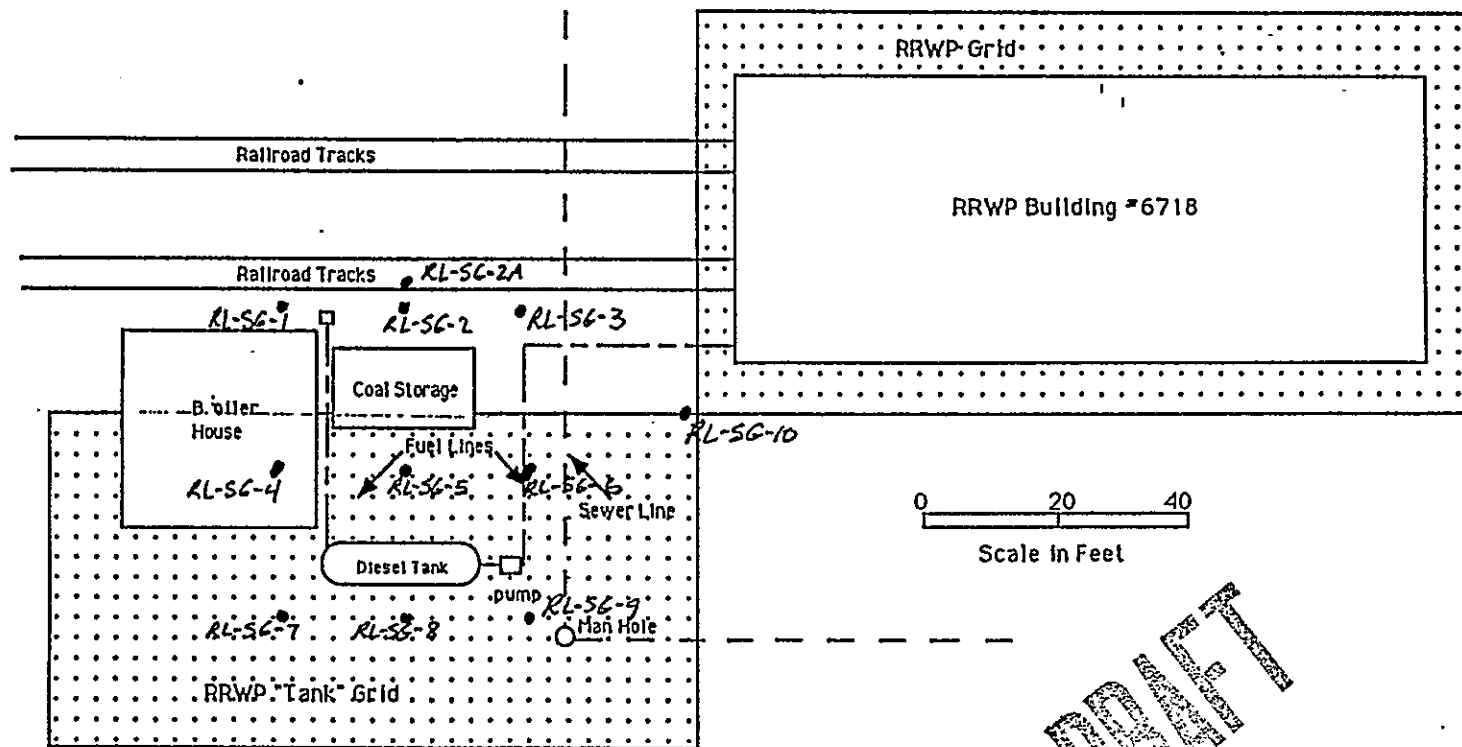 RRWP Grid
Railroad Tracks
RRWP Building #6718
Railroad Tracks
RL-SG-2A
RL-SG-1
RL-SG-2
RL-SG-3
Coal Storage
Boiler
House
RL-SG-10
Fuel Lines
RL-SG-4
RL-SG-5
RL-SG-6
Sewer Line
0 20 40
Scale in Feet
Diesel Tank
pump
RL-SG-9
RL-SG-7
RL-SG-8
Man Hole
RRWP "Tank" Grid
DRAFT